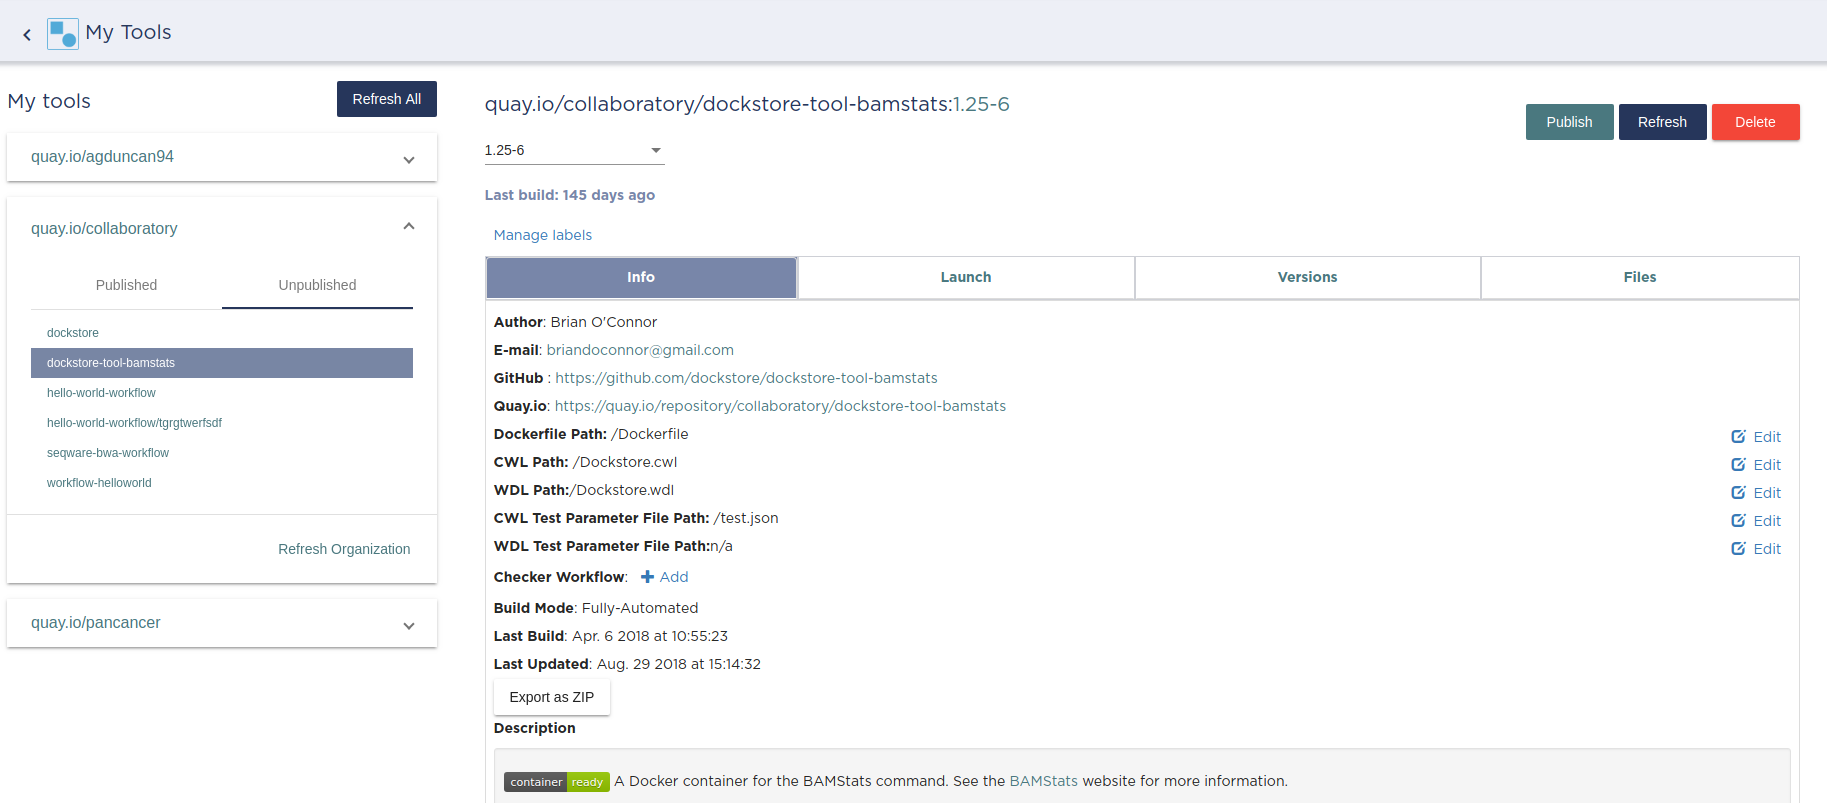 My Tools
My tools
Refresh All
quay.io/agduncan94
quay.io/collaboratory
Published Unpublished
dockstore
dockstore-tool-bamstats
hello-world-workflow
hello-world-workflow/tgrgtwerfsdf
seqware-bwa-workflow
workflow-helloworld
Refresh Organization
quay.io/pancancer
quay.io/collaboratory/dockstore-tool-bamstats:1.25-6
Publish Refresh Delete
1.25-6
Last build: 145 days ago
Manage labels
Info Launch Versions Files
Author: Brian O'Connor
E-mail: briandoconnor@gmail.com
GitHub : https://github.com/dockstore/dockstore-tool-bamstats
Quay.io: https://quay.io/repository/collaboratory/dockstore-tool-bamstats
Dockerfile Path: /Dockerfile Edit
CWL Path: /Dockstore.cwl Edit
WDL Path:/Dockstore.wdl Edit
CWL Test Parameter File Path: /test.json Edit
WDL Test Parameter File Path:n/a Edit
Checker Workflow: Add
Build Mode: Fully-Automated
Last Build: Apr. 6 2018 at 10:55:23
Last Updated: Aug. 29 2018 at 15:14:32
Export as ZIP
Description
container ready A Docker container for the BAMStats command. See the BAMStats website for more information.